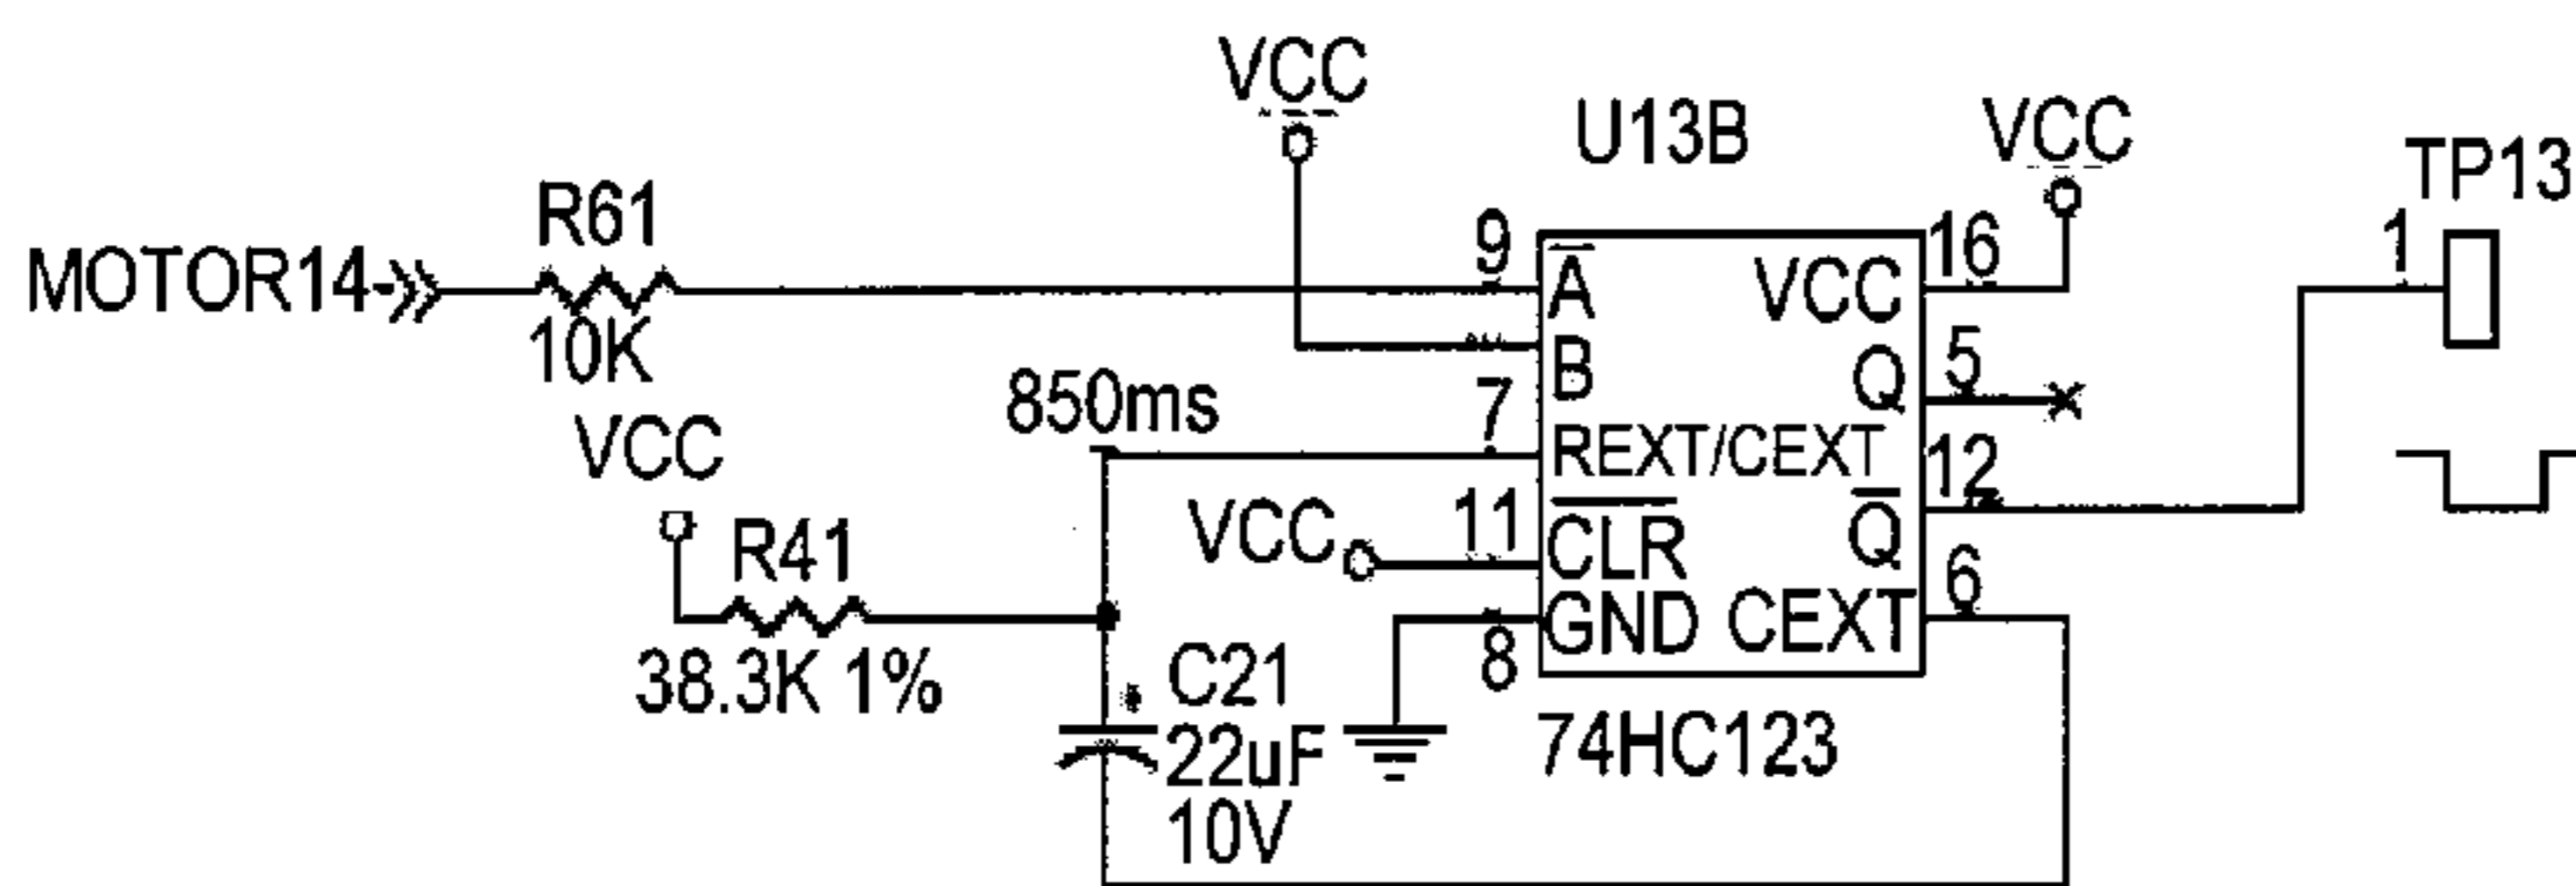 VCC
U13B
VCC
TP13
R61
9
16
1
MOTOR14-
A
VCC
10K
B
5
Q
850ms
7
VCC
REXT/CEXT
12
VCC
11
CLR
Q
R41
6
GND
CEXT
38.3K 1%
8
C21
22uF
74HC123
10V